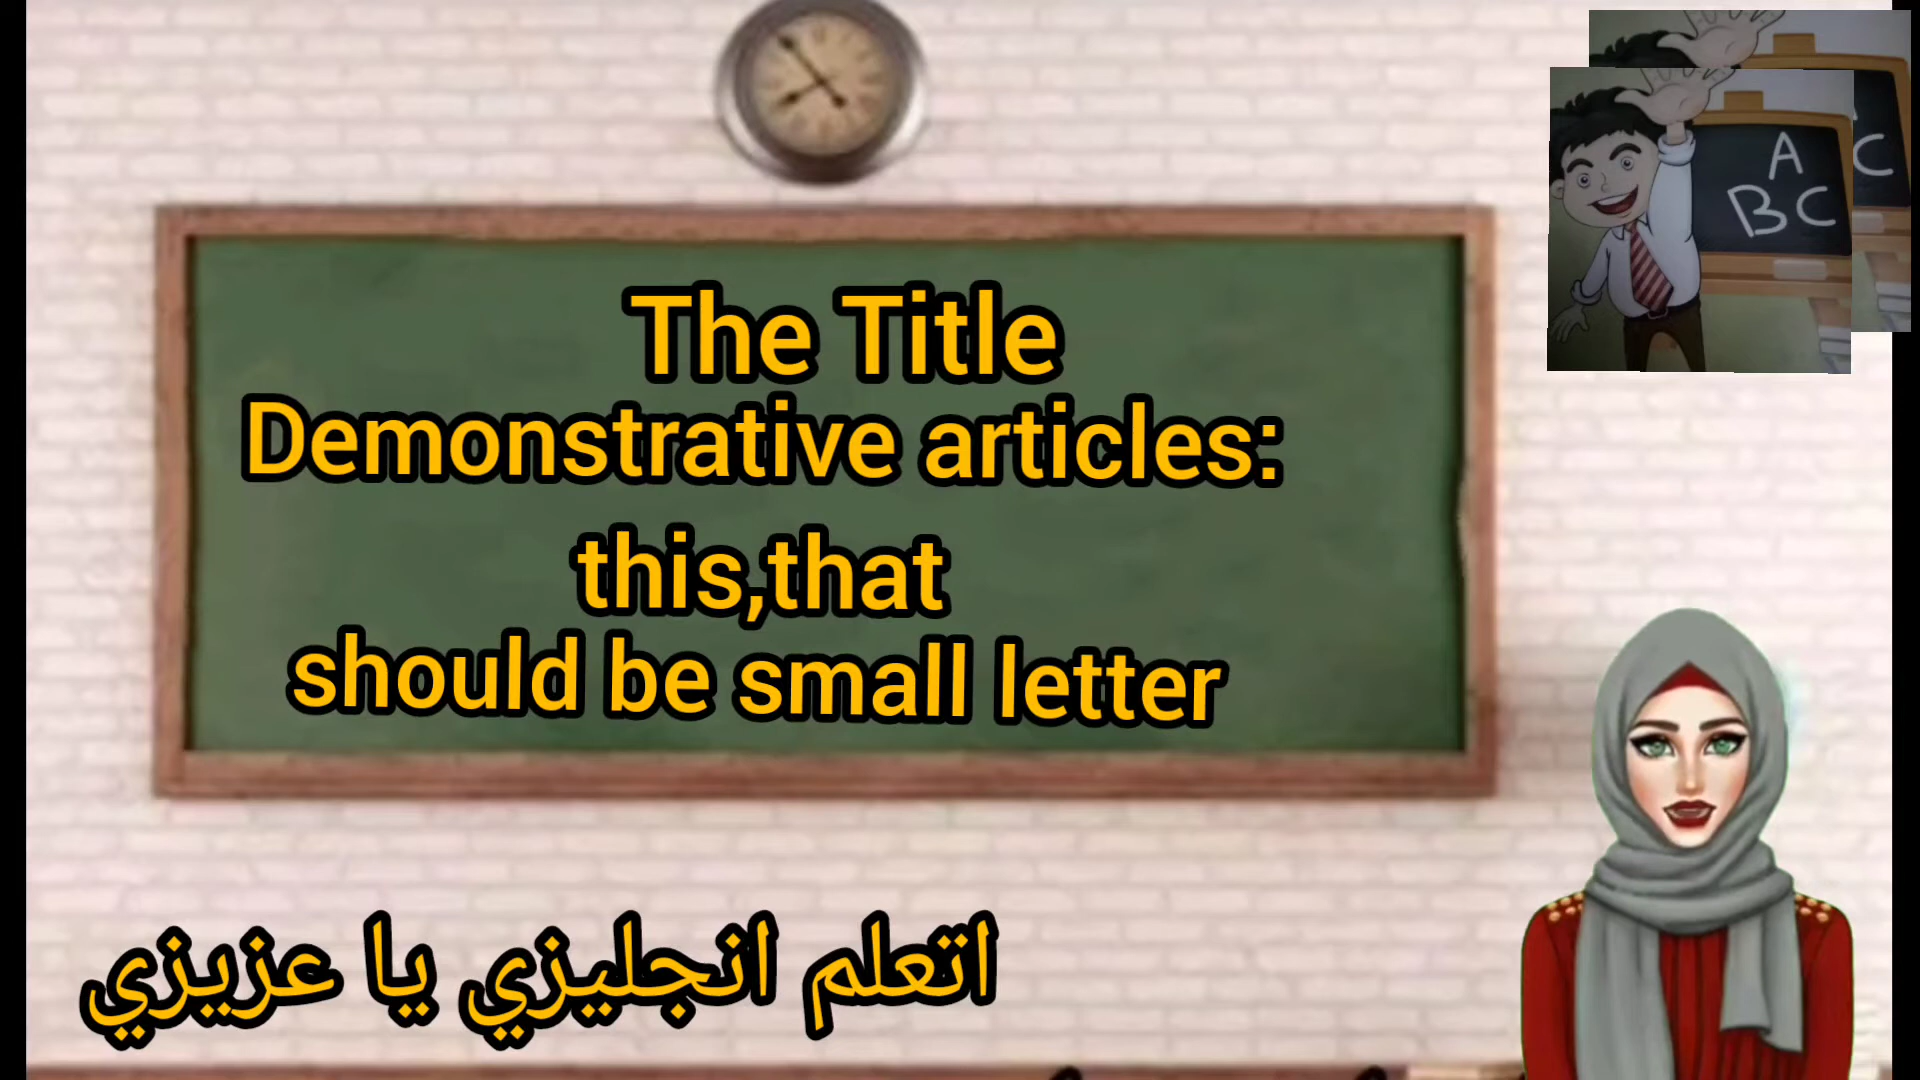 The Title
Demonstrative articles:
this,that
should be small letter
A
BC
C
اتعلم انجليزي يا عزيزي